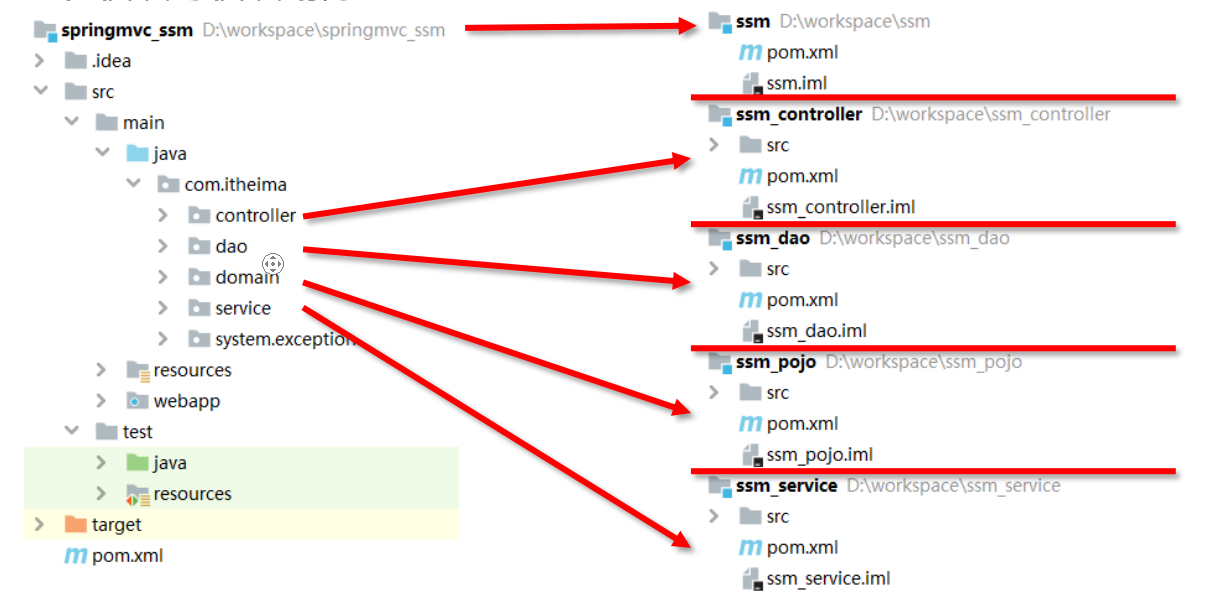 springmvc_ssm D:\workspace\springmvc_ssm
.idea
src
main
java
com.itheima
controller
dao
domain
service
system.exception
resources
webapp
test
java
resources
target
pom.xml
ssm D:\workspace\ssm
pom.xml
ssm.iml
ssm_controller D:\workspace\ssm_controller
src
pom.xml
ssm_controller.iml
ssm_dao D:\workspace\ssm_dao
src
pom.xml
ssm_dao.iml
ssm_pojo D:\workspace\ssm_pojo
src
pom.xml
ssm_pojo.iml
ssm_service D:\workspace\ssm_service
src
pom.xml
ssm_service.iml